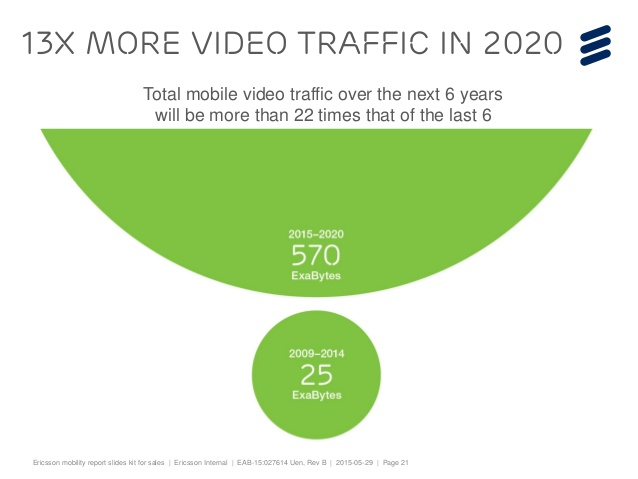 13X MORE VIDEO TRAFFIC IN 2020
Total mobile video traffic over the next 6 years
will be more than 22 times that of the last 6
2015–2020
570
ExaBytes
2009–2014
25
ExaBytes
Ericsson mobility report slides kit for sales | Ericsson Internal | EAB-15:027614 Uen, Rev B | 2015-05-29 | Page 21